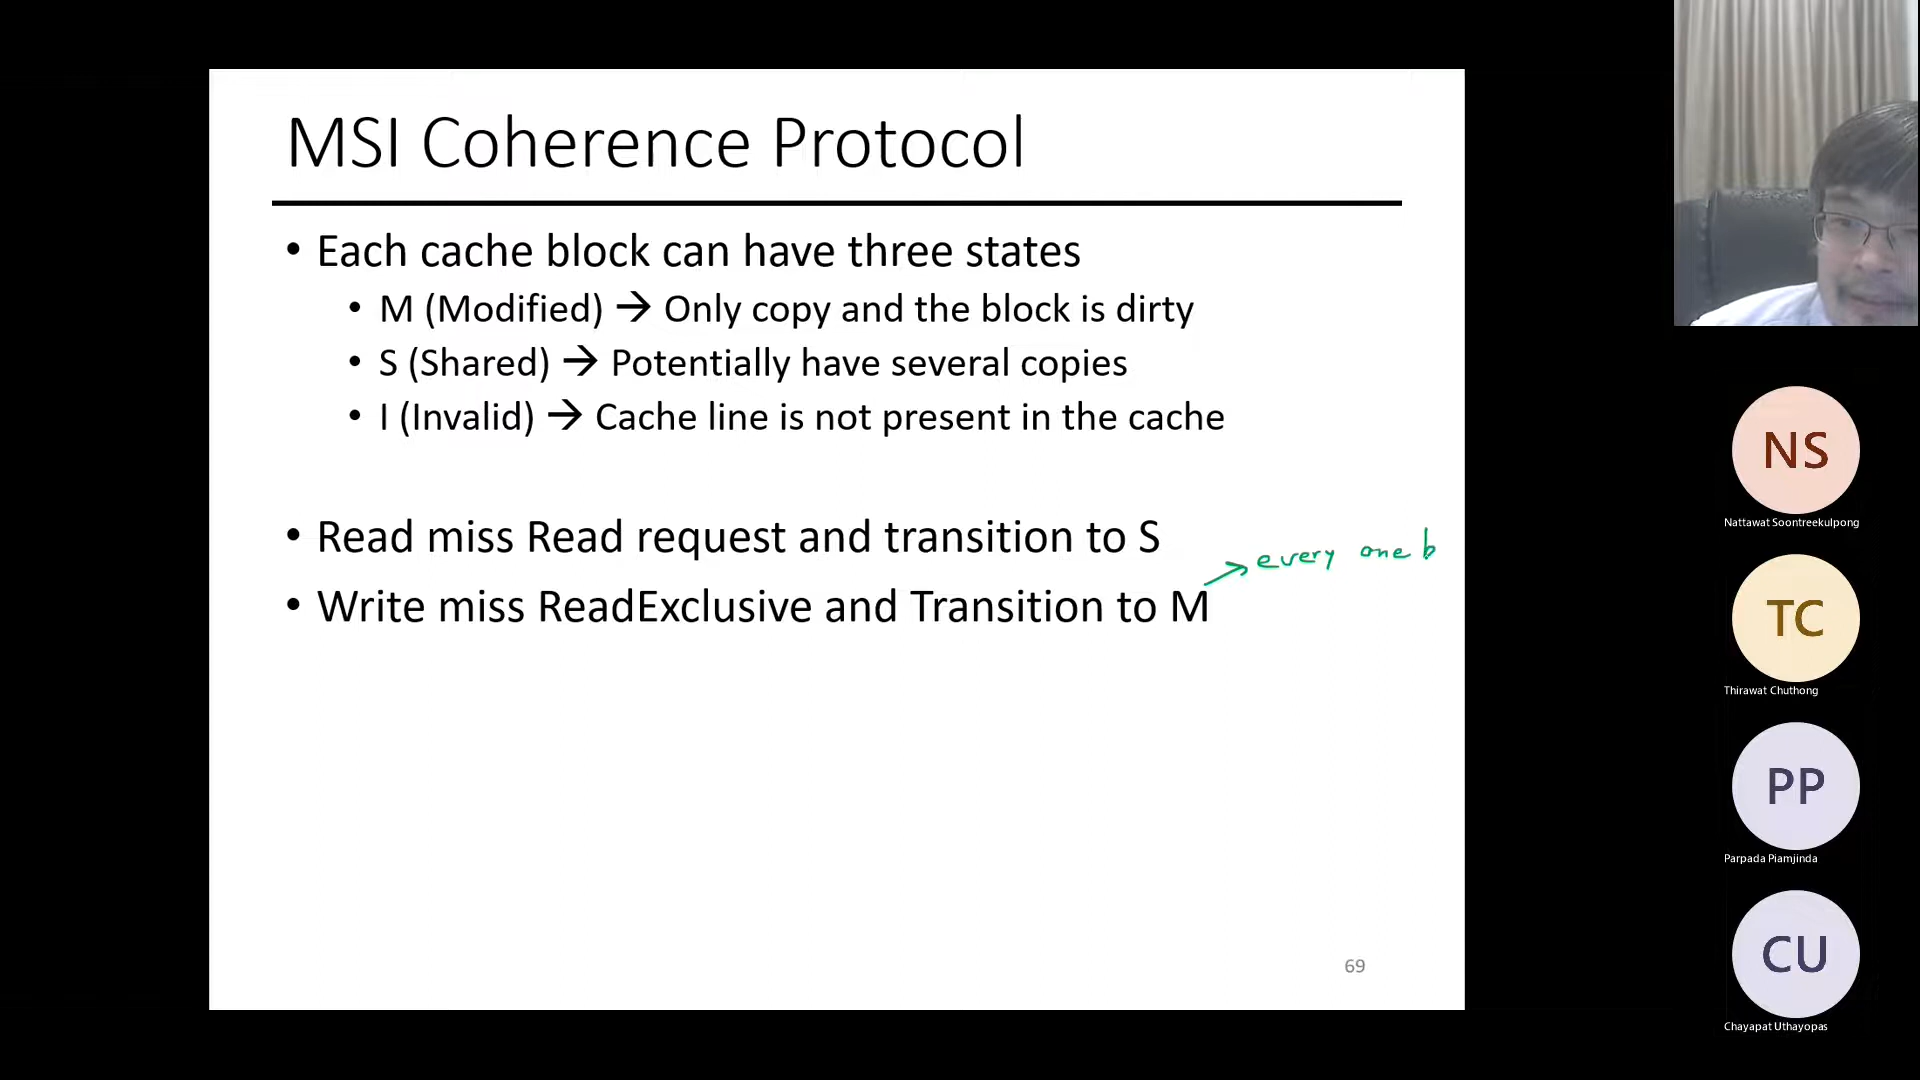 MSI Coherence Protocol
• Each cache block can have three states
• M (Modified) → Only copy and the block is dirty
• S (Shared) → Potentially have several copies
• I (Invalid) → Cache line is not present in the cache
• Read miss Read request and transition to S
→ every one b
• Write miss ReadExclusive and Transition to M
69
NS
Nattawat Soontreekulpong
TC
Thirawat Chuthong
PP
Parpada Piamjinda
CU
Chayapat Uthayopas